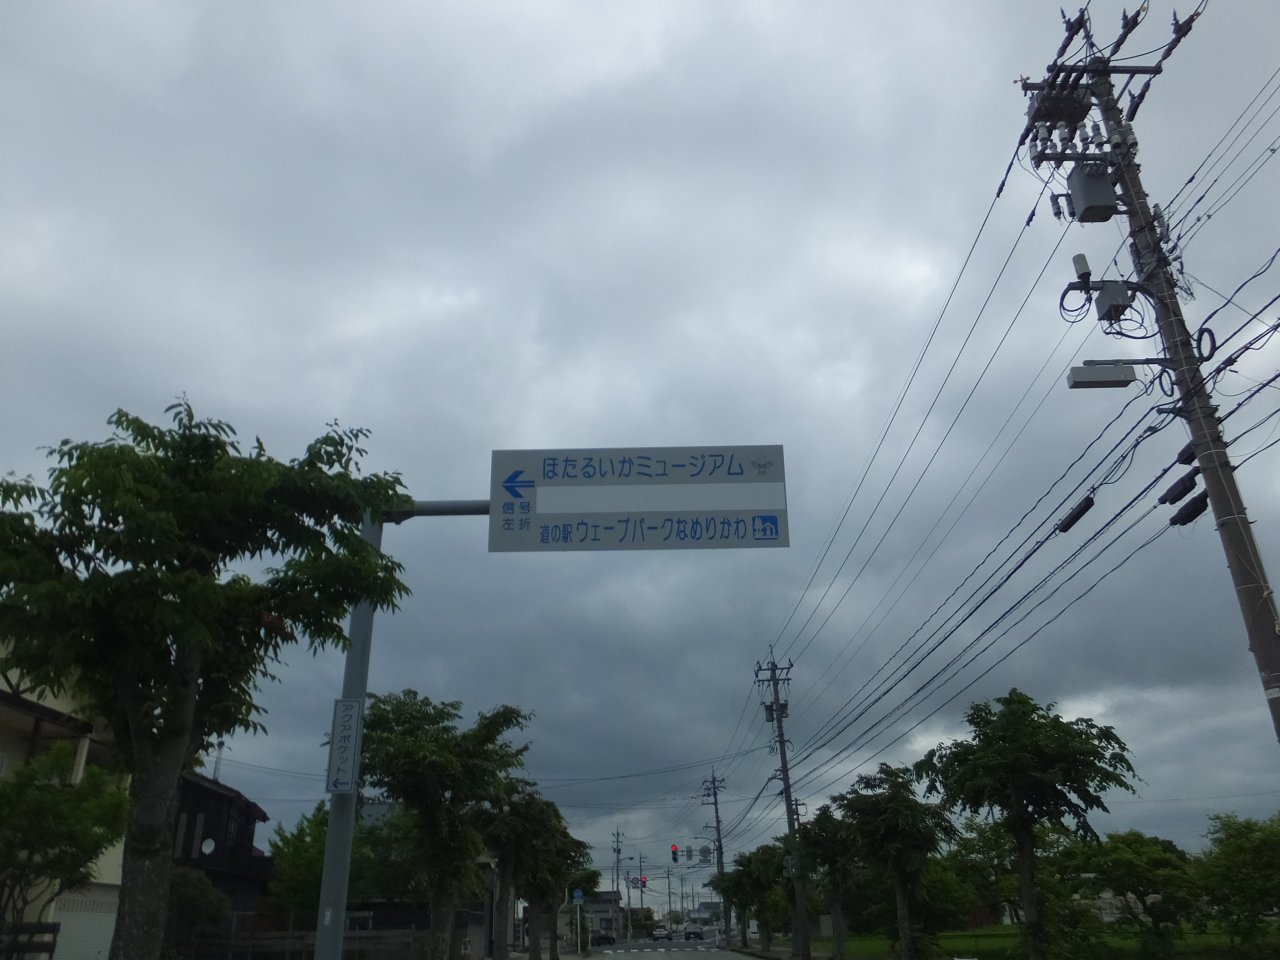 ほたるいかミュージアム
信号
左折
道の駅ウェーブパークなめりかわ
アクアポケット